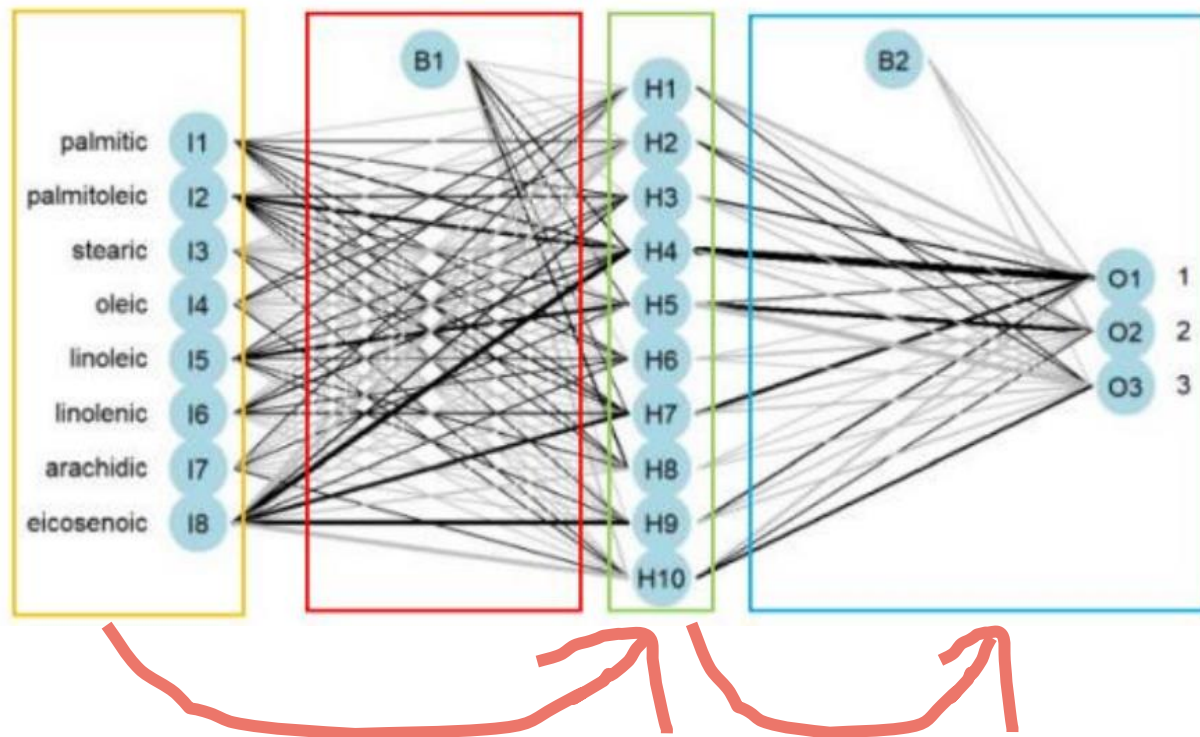 B1
B2
H1
palmitic I1 H2
palmitoleic I2 H3
stearic I3 H4
O1 1
oleic I4 H5
O2 2
linoleic I5 H6
O3 3
linolenic I6 H7
arachidic I7 H8
eicosenoic I8 H9
H10